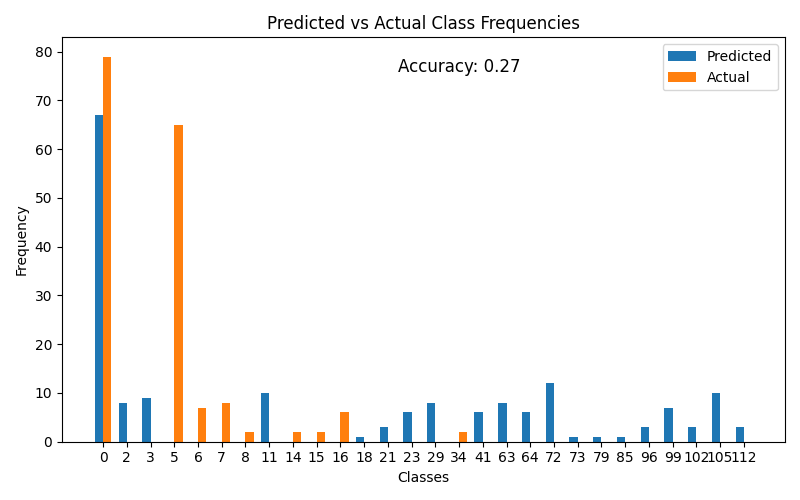 Predicted vs Actual Class Frequencies
Accuracy: 0.27
Predicted
Actual
80
70
60
50
40
30
20
10
0
Frequency
0 2 3 5 6 7 8 11 14 15 16 18 21 23 29 34 41 63 64 72 73 79 85 96 99 102 105 112
Classes